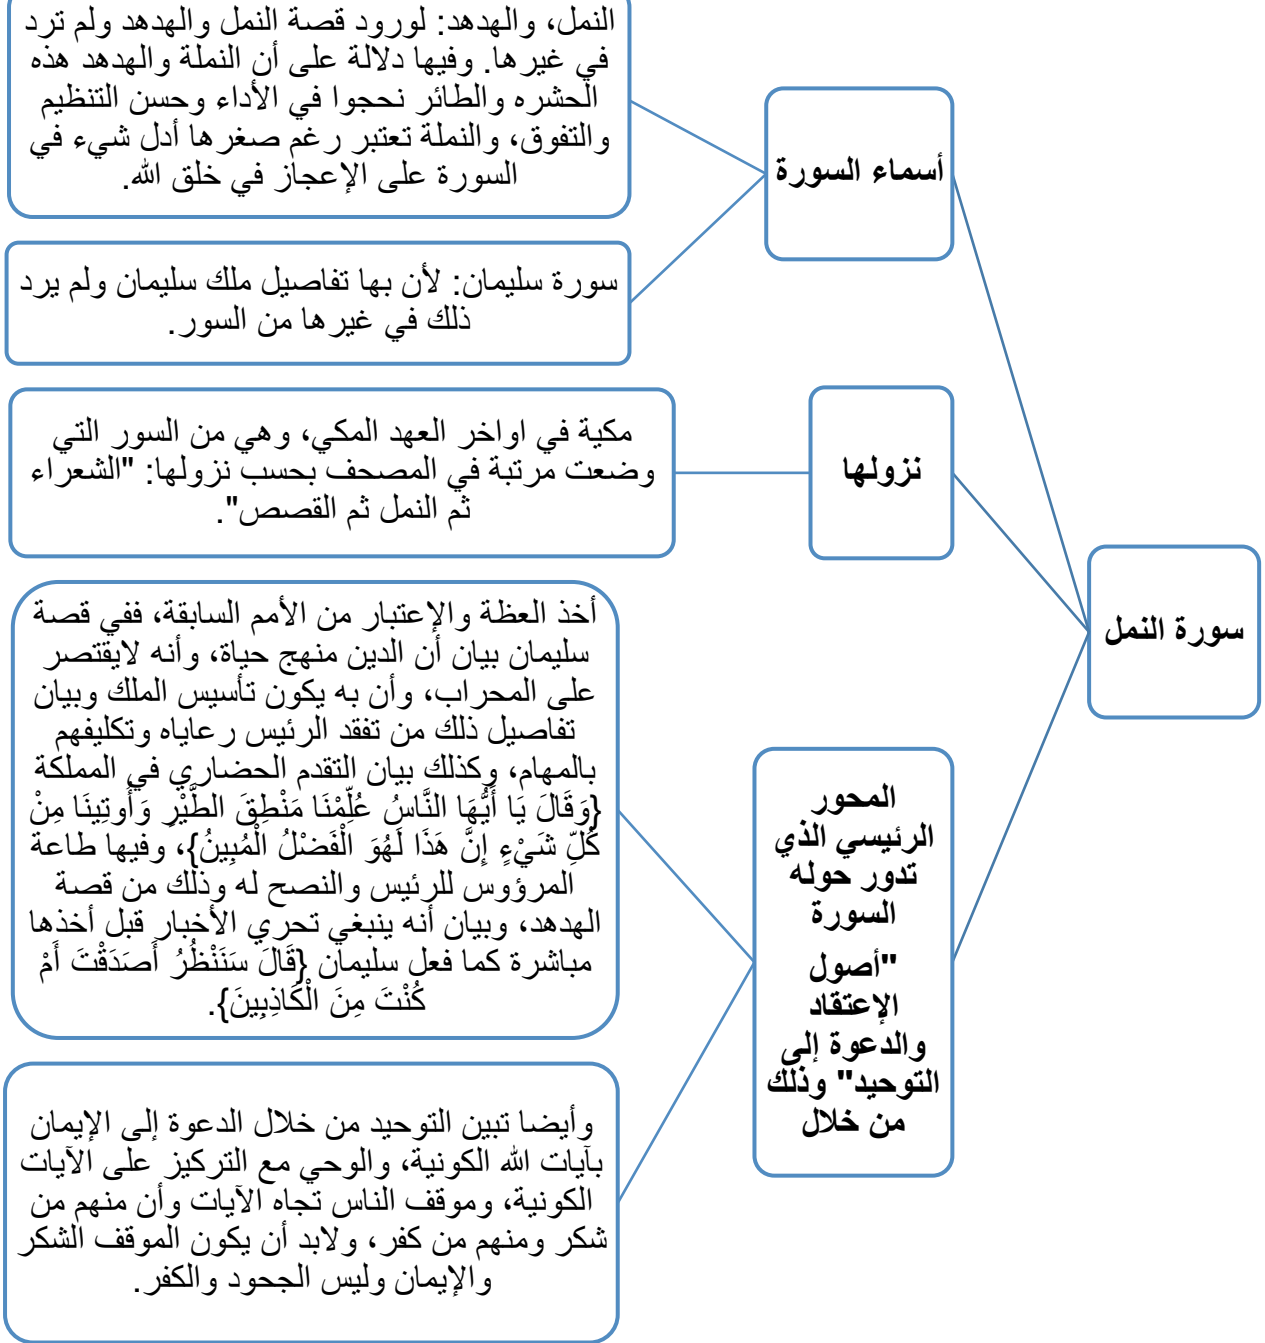 سورة النمل
أسماء السورة
النمل، والهدهد: لورود قصة النمل والهدهد ولم ترد
في غيرها. وفيها دلالة على أن النملة والهدهد هذه
الحشره والطائر نحجوا في الأداء وحسن التنظيم
والتفوق، والنملة تعتبر رغم صغرها أدل شيء في
السورة على الإعجاز في خلق الله.
سورة سليمان: لأن بها تفاصيل ملك سليمان ولم يرد
ذلك في غيرها من السور.
نزولها
مكية في اواخر العهد المكي، وهي من السور التي
وضعت مرتبة في المصحف بحسب نزولها: "الشعراء
ثم النمل ثم القصص".
المحور
الرئيسي الذي
تدور حوله
السورة
"أصول
الإعتقاد
والدعوة إلى
التوحيد" وذلك
من خلال
أخذ العظة والإعتبار من الأمم السابقة، ففي قصة
سليمان بيان أن الدين منهج حياة، وأنه لايقتصر
على المحراب، وأن به يكون تأسيس الملك وبيان
تفاصيل ذلك من تفقد الرئيس رعاياه وتكليفهم
بالمهام، وكذلك بيان التقدم الحضاري في المملكة
{وَقَالَ يَا أَيُّهَا النَّاسُ عُلِّمْنَا مَنْطِقَ الطَّيْرِ وَأُوتِينَا مِنْ
كُلِّ شَيْءٍ إِنَّ هَذَا لَهُوَ الْفَضْلُ الْمُبِينُ}، وفيها طاعة
المرؤوس للرئيس والنصح له وذلك من قصة
الهدهد، وبيان أنه ينبغي تحري الأخبار قبل أخذها
مباشرة كما فعل سليمان {قَالَ سَنَنْظُرُ أَصَدَقْتَ أَمْ
كُنْتَ مِنَ الْكَاذِبِينَ}.
وأيضا تبين التوحيد من خلال الدعوة إلى الإيمان
بآيات الله الكونية، والوحي مع التركيز على الآيات
الكونية، وموقف الناس تجاه الآيات وأن منهم من
شكر ومنهم من كفر، ولابد أن يكون الموقف الشكر
والإيمان وليس الجحود والكفر.